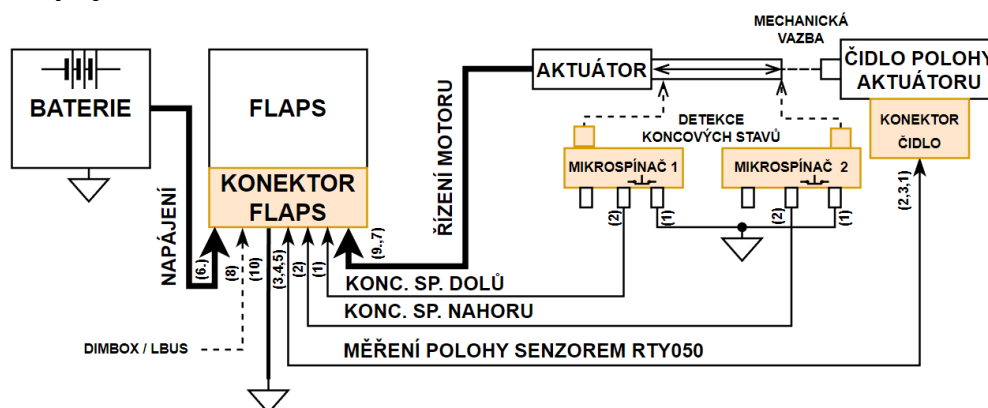 MECHANICKÁ
VAZBA
BATERIE
FLAPS
AKTUÁTOR
ČIDLO POLOHY
AKTUÁTORU
DETEKCE
KONCOVÝCH STAVŮ
KONEKTOR
ČIDLO
KONEKTOR
FLAPS
MIKROSPÍNAČ 1
MIKROSPÍNAČ 2
NAPÁJENÍ
ŘÍZENÍ MOTORU
(6.)
(8)
(10)
(3,4,5)
(2)
(1)
(9.,7)
(2)
(1)
(2)
(1)
(2,3,1)
KONC. SP. DOLŮ
KONC. SP. NAHORU
DIMBOX / LBUS
MĚŘENÍ POLOHY SENZOREM RTY050